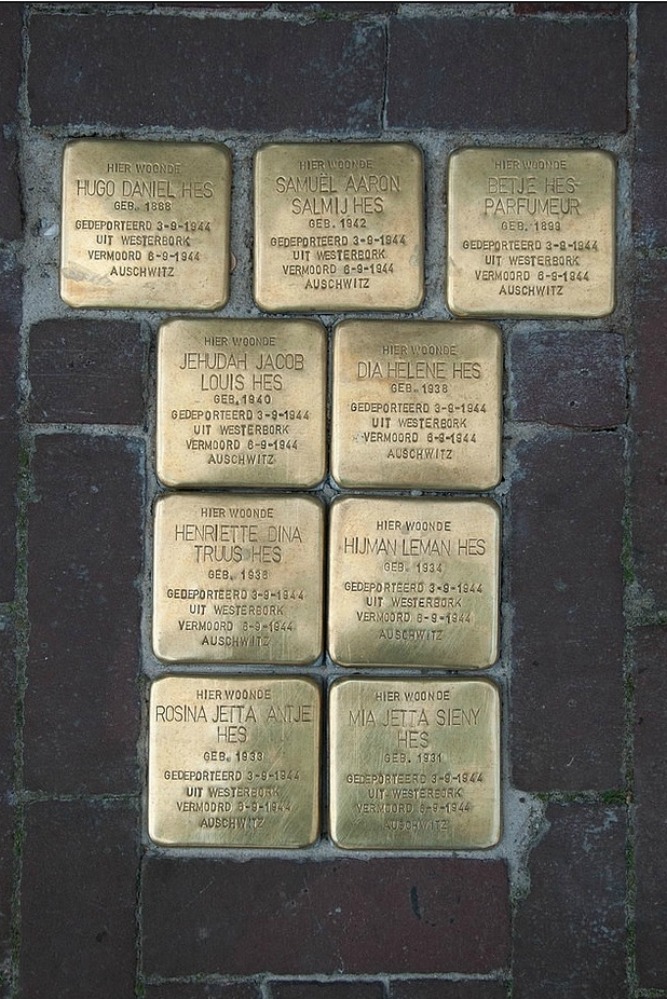 HIER WOONDE
HUGO DANIEL HES
GEB. 1888
GEDEPORTEERD 3-9-1944
UIT WESTERBORK
VERMOORD 6-9-1944
AUSCHWITZ
HIER WOONDE
SAMUËL AARON
SALMIJ HES
GEB. 1942
GEDEPORTEERD 3-9-1944
UIT WESTERBORK
VERMOORD 6-9-1944
AUSCHWITZ
HIER WOONDE
BETJE HES-
PARFUMEUR
GEB. 1899
GEDEPORTEERD 3-9-1944
UIT WESTERBORK
VERMOORD 6-9-1944
AUSCHWITZ
HIER WOONDE
JEHUDAH JACOB
LOUIS HES
GEB. 1940
GEDEPORTEERD 3-9-1944
UIT WESTERBORK
VERMOORD 6-9-1944
AUSCHWITZ
HIER WOONDE
DIA HELENE HES
GEB. 1938
GEDEPORTEERD 3-9-1944
UIT WESTERBORK
VERMOORD 6-9-1944
AUSCHWITZ
HIER WOONDE
HENRIETTE DINA
TRUUS HES
GEB. 1936
GEDEPORTEERD 3-9-1944
UIT WESTERBORK
VERMOORD 6-9-1944
AUSCHWITZ
HIER WOONDE
HIJMAN LEMAN HES
GEB. 1934
GEDEPORTEERD 3-9-1944
UIT WESTERBORK
VERMOORD 6-9-1944
AUSCHWITZ
HIER WOONDE
ROSINA JETTA ANTJE
HES
GEB. 1933
GEDEPORTEERD 3-9-1944
UIT WESTERBORK
VERMOORD 6-9-1944
AUSCHWITZ
HIER WOONDE
MIA JETTA SIENY
HES
GEB. 1931
GEDEPORTEERD 3-9-1944
UIT WESTERBORK
VERMOORD 6-9-1944
AUSCHWITZ